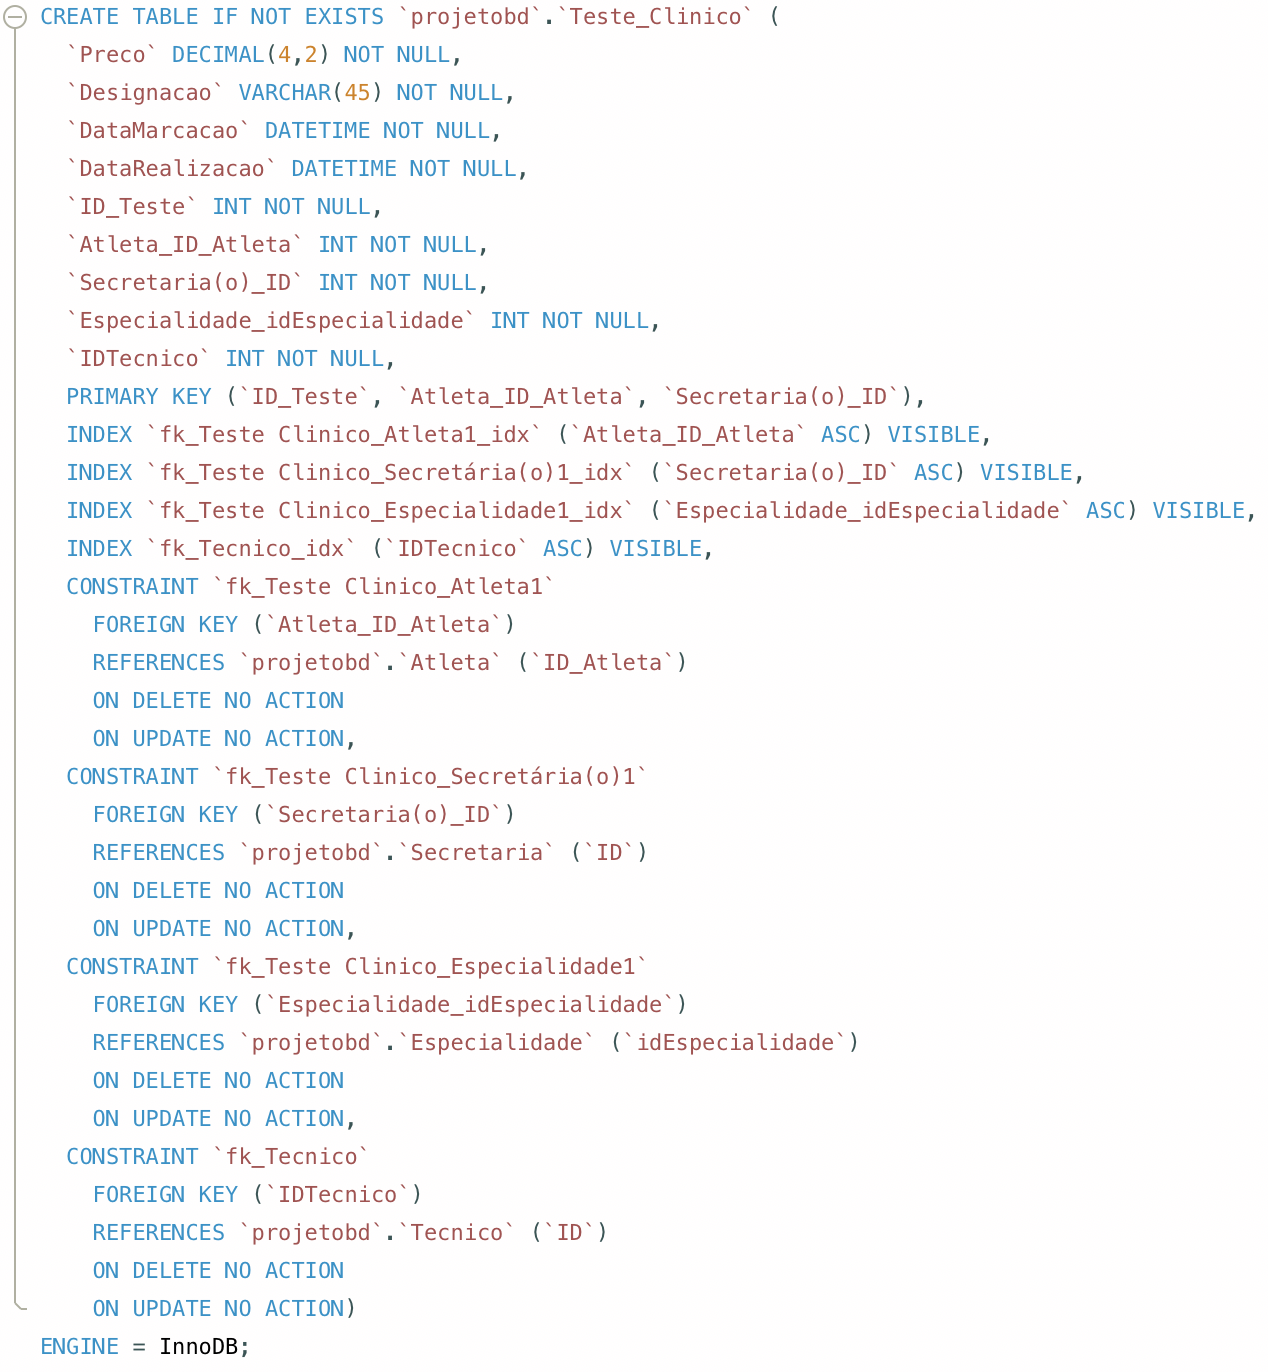 CREATE TABLE IF NOT EXISTS `projetobd`.`Teste_Clinico` (
  `Preco` DECIMAL(4,2) NOT NULL,
  `Designacao` VARCHAR(45) NOT NULL,
  `DataMarcacao` DATETIME NOT NULL,
  `DataRealizacao` DATETIME NOT NULL,
  `ID_Teste` INT NOT NULL,
  `Atleta_ID_Atleta` INT NOT NULL,
  `Secretaria(o)_ID` INT NOT NULL,
  `Especialidade_idEspecialidade` INT NOT NULL,
  `IDTecnico` INT NOT NULL,
  PRIMARY KEY (`ID_Teste`, `Atleta_ID_Atleta`, `Secretaria(o)_ID`),
  INDEX `fk_Teste Clinico_Atleta1_idx` (`Atleta_ID_Atleta` ASC) VISIBLE,
  INDEX `fk_Teste Clinico_Secretária(o)1_idx` (`Secretaria(o)_ID` ASC) VISIBLE,
  INDEX `fk_Teste Clinico_Especialidade1_idx` (`Especialidade_idEspecialidade` ASC) VISIBLE,
  INDEX `fk_Tecnico_idx` (`IDTecnico` ASC) VISIBLE,
  CONSTRAINT `fk_Teste Clinico_Atleta1`
    FOREIGN KEY (`Atleta_ID_Atleta`)
    REFERENCES `projetobd`.`Atleta` (`ID_Atleta`)
    ON DELETE NO ACTION
    ON UPDATE NO ACTION,
  CONSTRAINT `fk_Teste Clinico_Secretária(o)1`
    FOREIGN KEY (`Secretaria(o)_ID`)
    REFERENCES `projetobd`.`Secretaria` (`ID`)
    ON DELETE NO ACTION
    ON UPDATE NO ACTION,
  CONSTRAINT `fk_Teste Clinico_Especialidade1`
    FOREIGN KEY (`Especialidade_idEspecialidade`)
    REFERENCES `projetobd`.`Especialidade` (`idEspecialidade`)
    ON DELETE NO ACTION
    ON UPDATE NO ACTION,
  CONSTRAINT `fk_Tecnico`
    FOREIGN KEY (`IDTecnico`)
    REFERENCES `projetobd`.`Tecnico` (`ID`)
    ON DELETE NO ACTION
    ON UPDATE NO ACTION)
ENGINE = InnoDB;